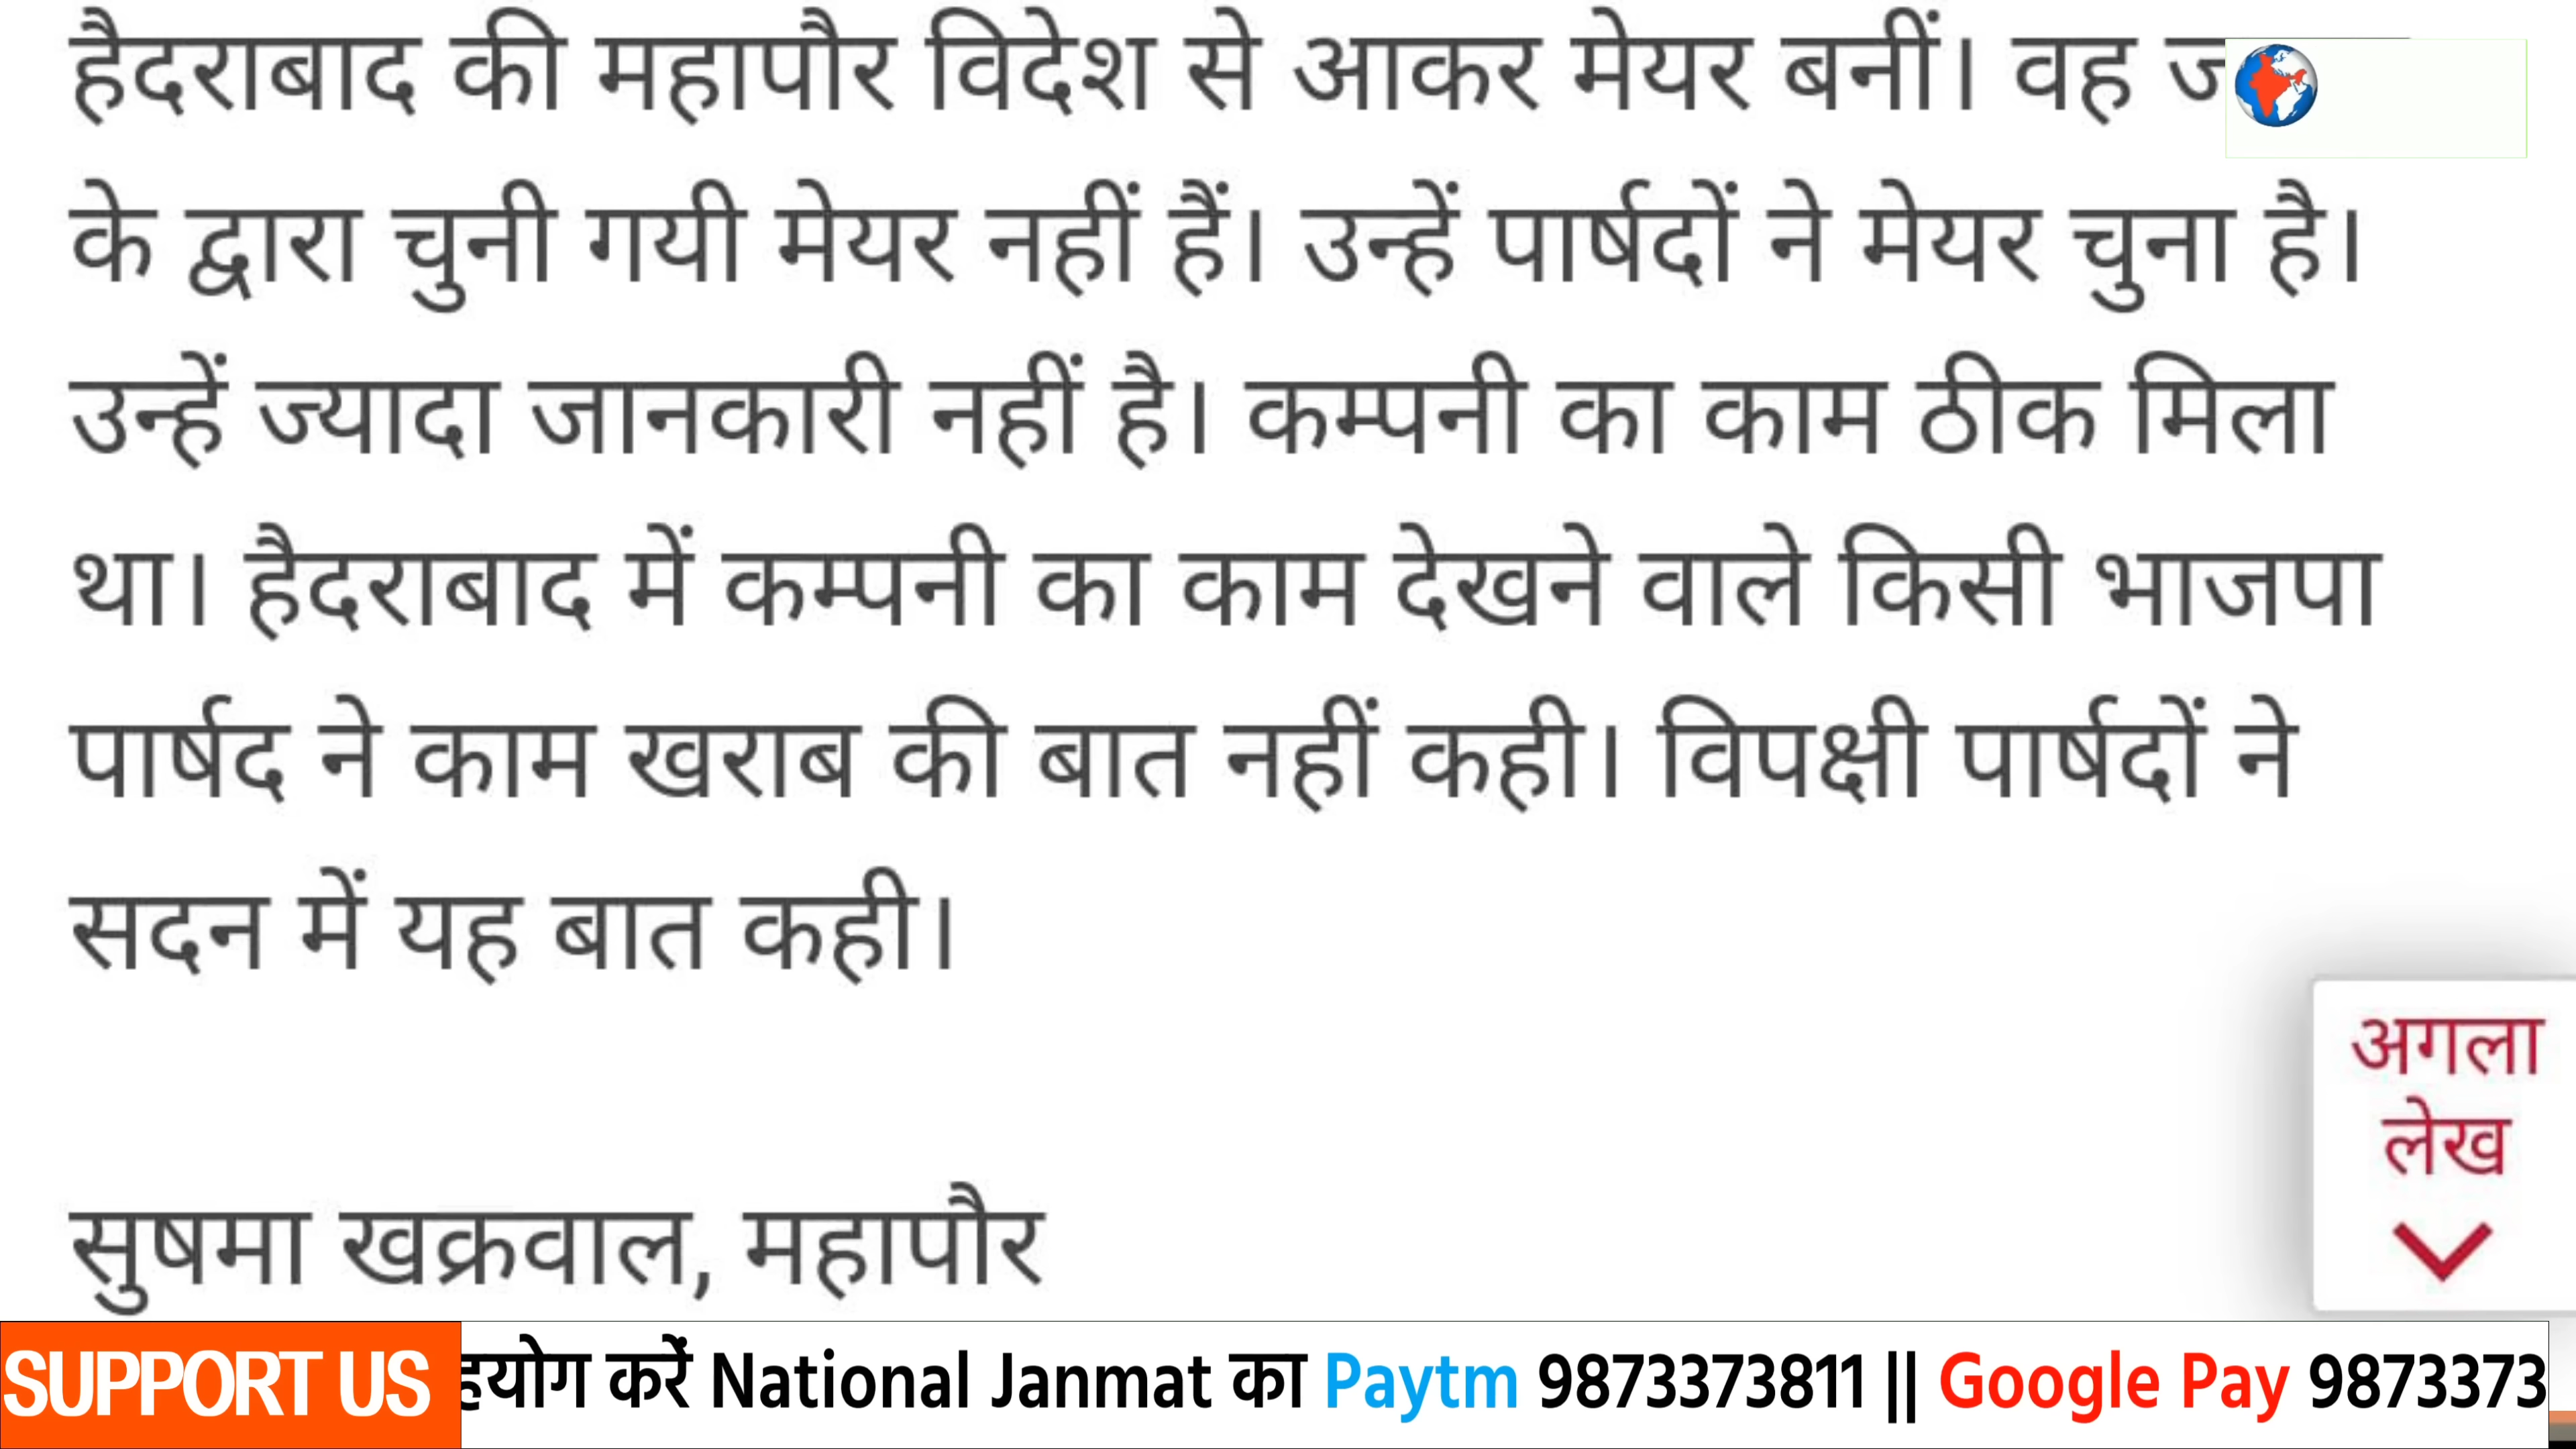 हैदराबाद की महापौर विदेश से आकर मेयर बनीं। वह
के द्वारा चुनी गयी मेयर नहीं हैं। उन्हें पार्षदों ने मेयर चुना है।
उन्हें ज्यादा जानकारी नहीं है। कम्पनी का काम ठीक मिला
था। हैदराबाद में कम्पनी का काम देखने वाले किसी भाजपा
पार्षद ने काम खराब की बात नहीं कही। विपक्षी पार्षदों ने
सदन में यह बात कही।
अगला
लेख
सुषमा खक्रवाल, महापौर
SUPPORT US हयोग करें National Janmat का Paytm 9873373811 || Google Pay 9873373